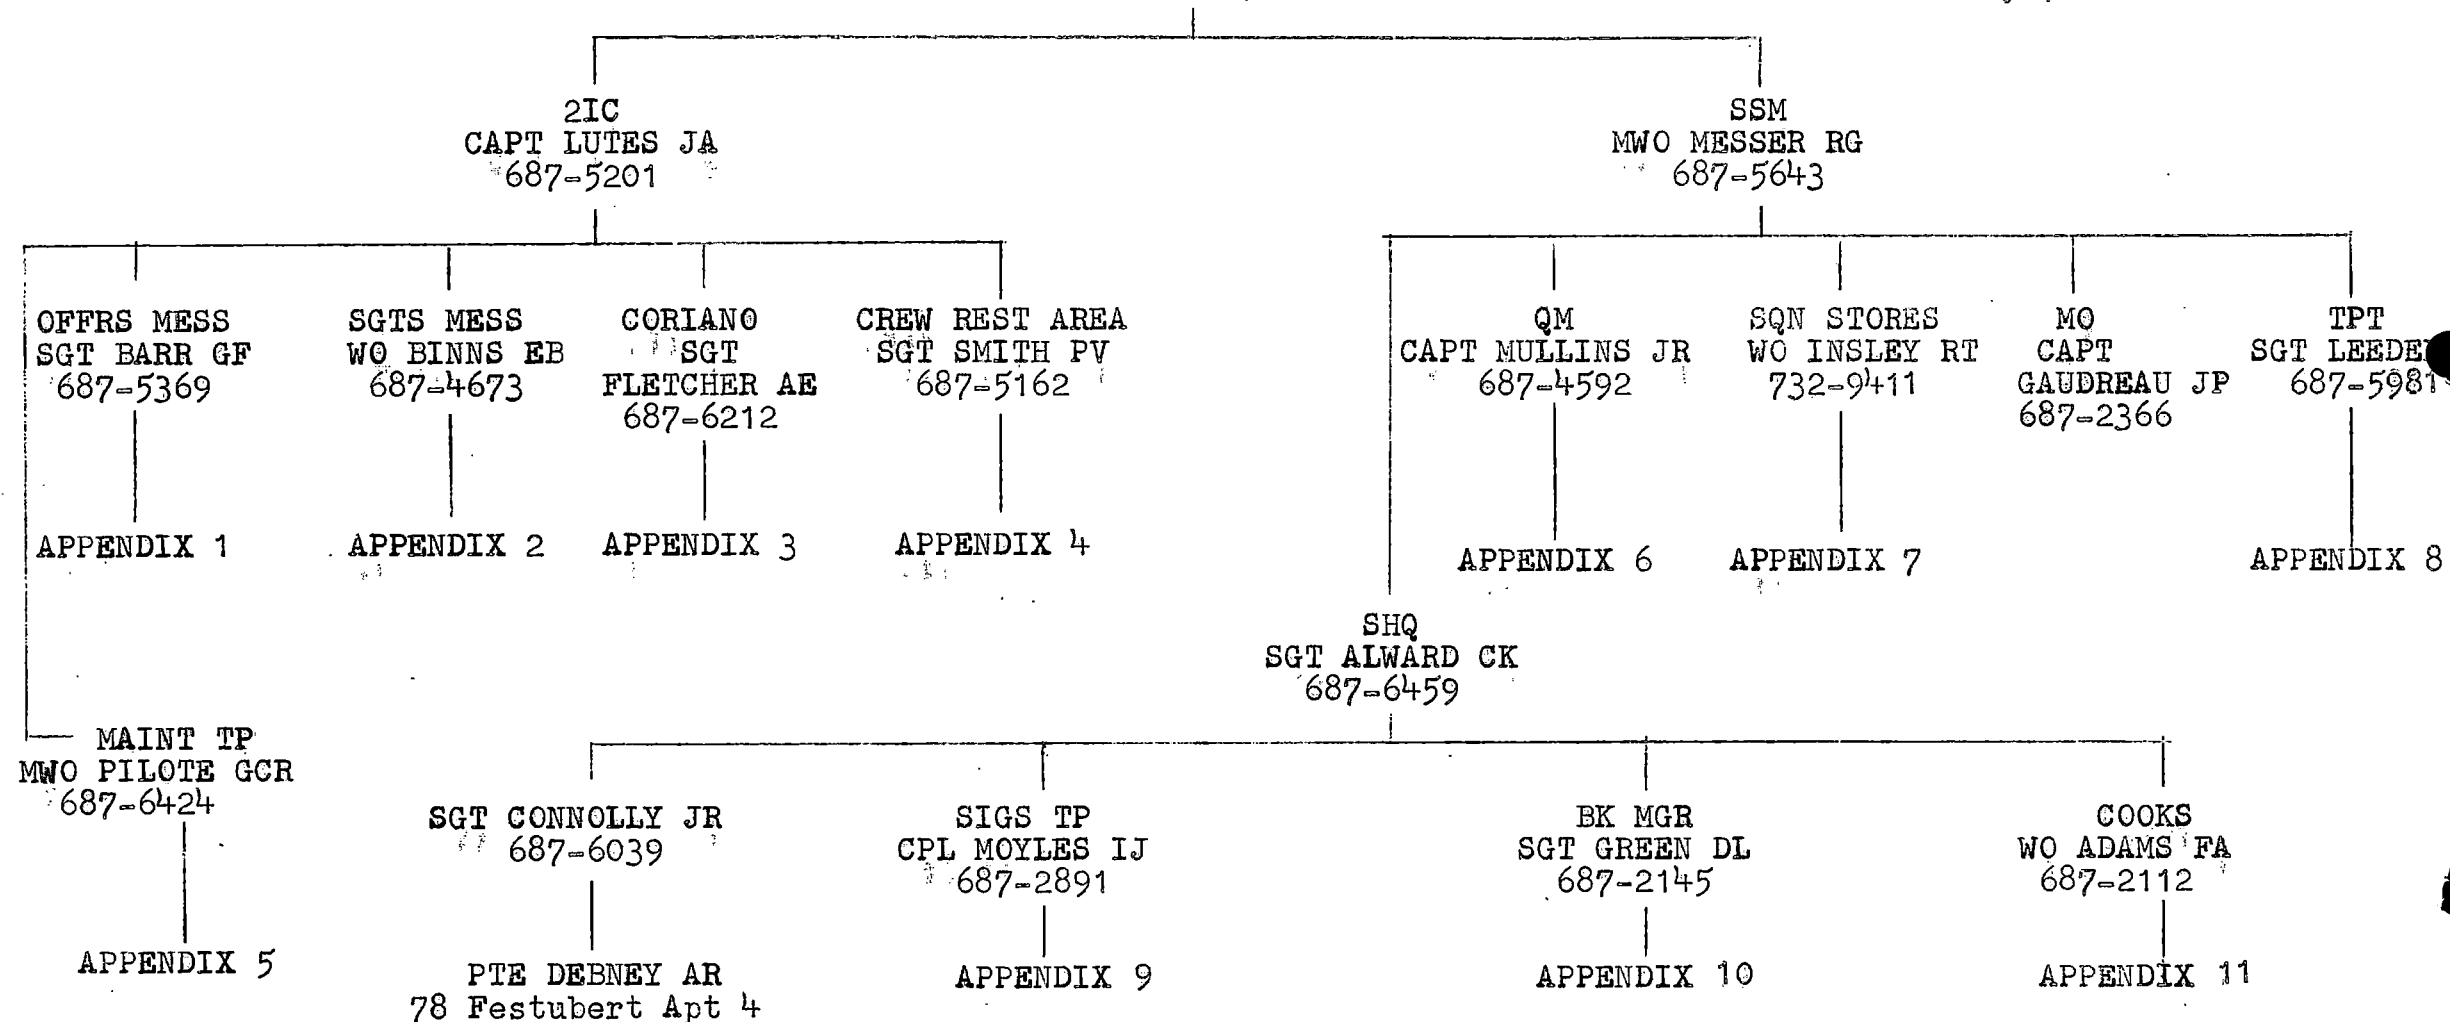 2IC
CAPT LUTES JA
687-5201
SSM
MWO MESSER RG
687-5643
OFFRS MESS
SGT BARR GF
687-5369
APPENDIX 1
SGTS MESS
WO BINNS EB
687-4673
APPENDIX 2
CORIANO
SGT
FLETCHER AE
687-6212
APPENDIX 3
CREW REST AREA
SGT SMITH PV
687-5162
APPENDIX 4
QM
CAPT MULLINS JR
687-4592
APPENDIX 6
SQN STORES
WO INSLEY RT
732-9411
APPENDIX 7
MO
CAPT
GAUDREAU JP
687-2366
TPT
SGT
687-5981
APPENDIX 8
SHQ
SGT ALWARD CK
687-6459
MAINT TP
MWO PILOTE GCR
687-6424
APPENDIX 5
SGT CONNOLLY JR
687-6039
PTE DEBNEY AR
78 Festubert Apt 4
SIGS TP
CPL MOYLES IJ
687-2891
APPENDIX 9
BK MGR
SGT GREEN DL
687-2145
APPENDIX 10
COOKS
WO ADAMS FA
687-2112
APPENDIX 11